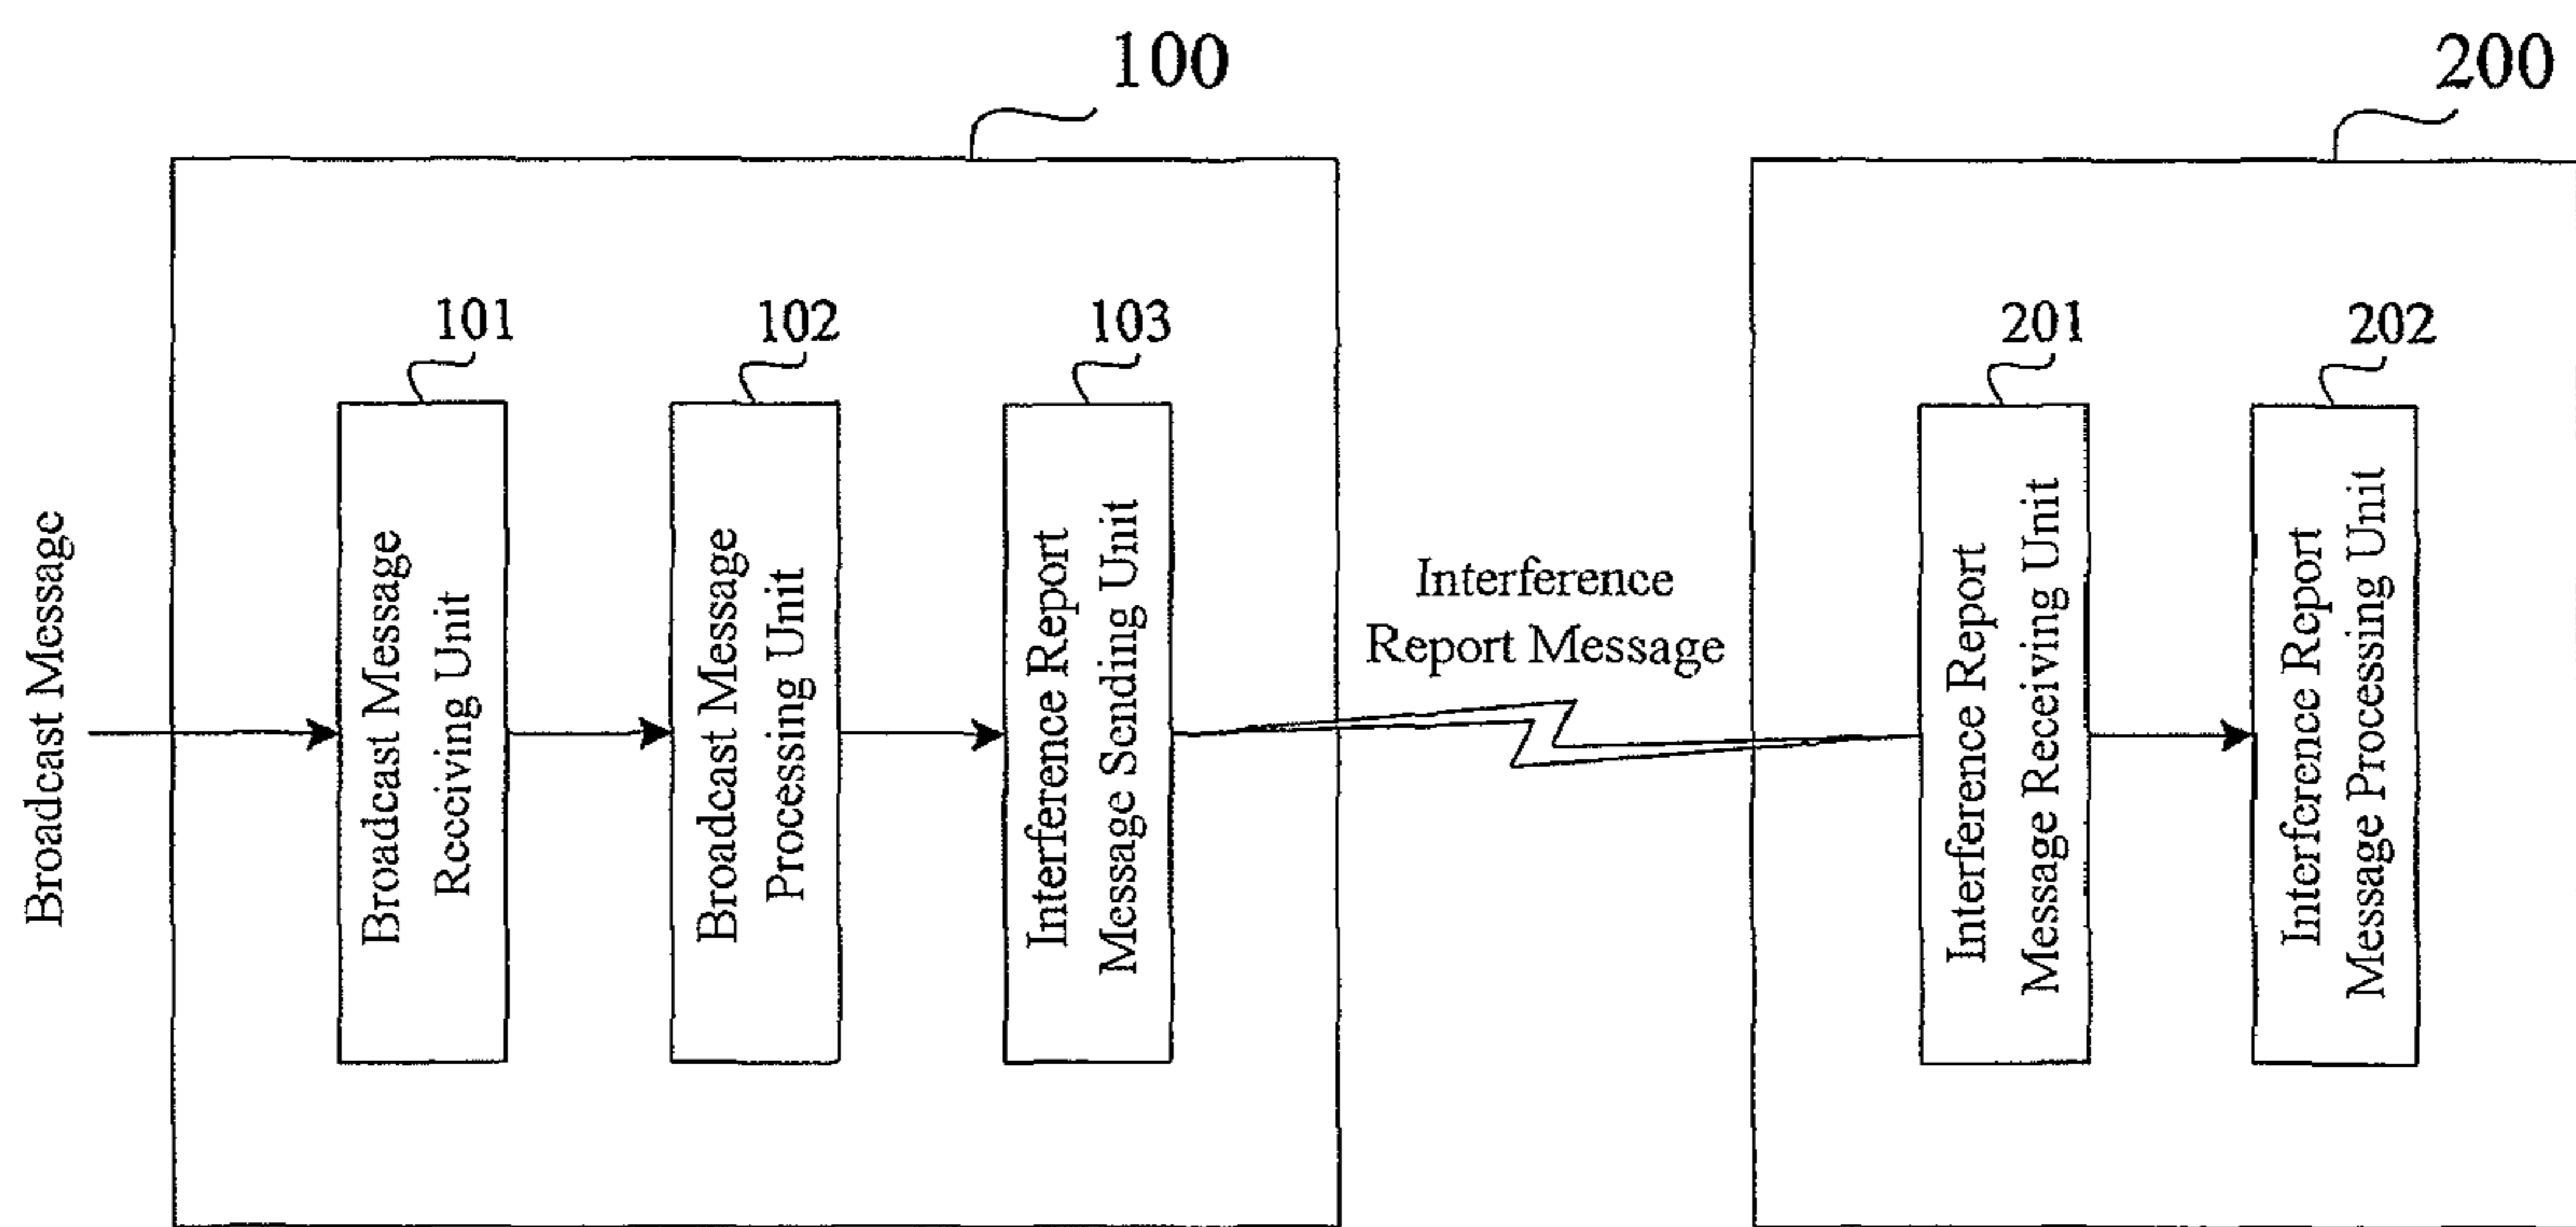 100
200
101
102
103
201
202
Broadcast Message
Broadcast Message
Receiving Unit
Broadcast Message
Processing Unit
Interference Report
Message Sending Unit
Interference
Report Message
Interference Report
Message Receiving Unit
Interference Report
Message Processing Unit